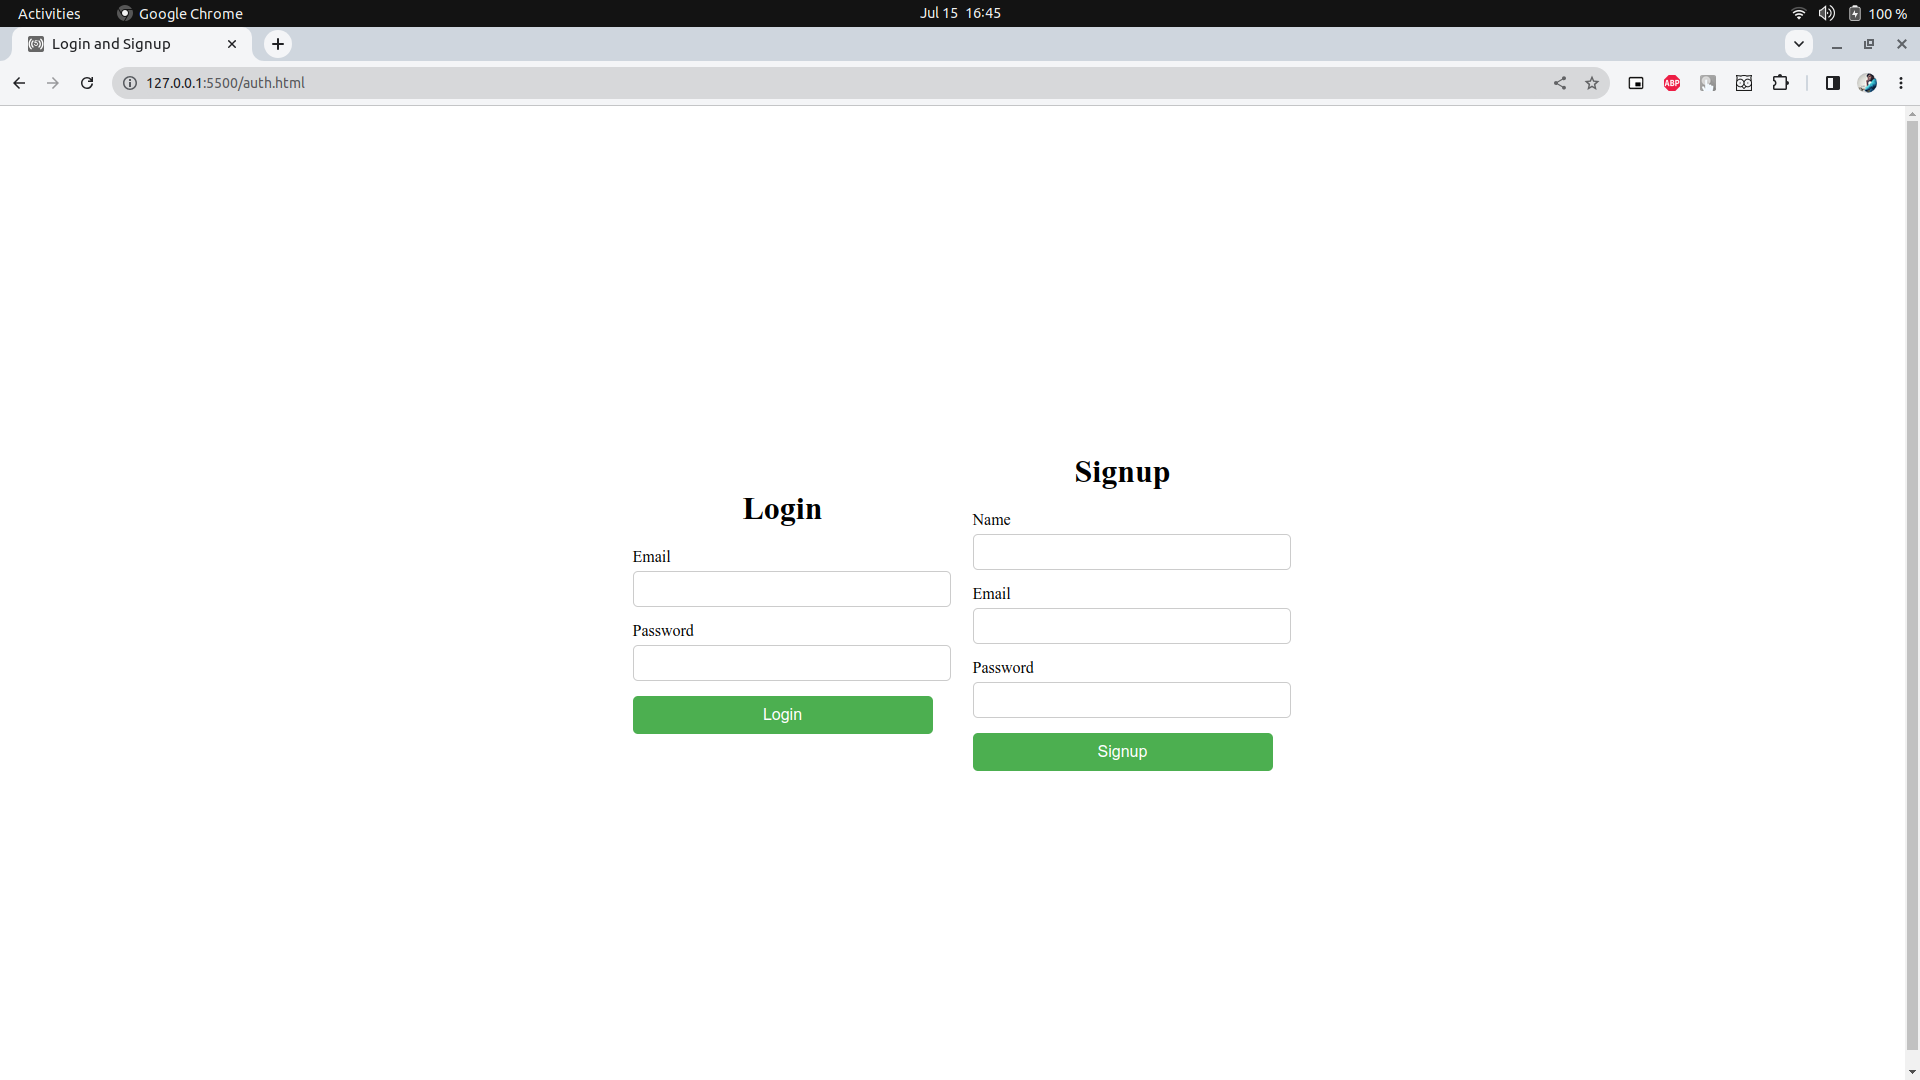 Activities
Google Chrome
Jul 15 16:45
100 %
Login and Signup
127.0.0.1:5500/auth.html
ABP
Login
Email
Password
Login
Signup
Name
Email
Password
Signup